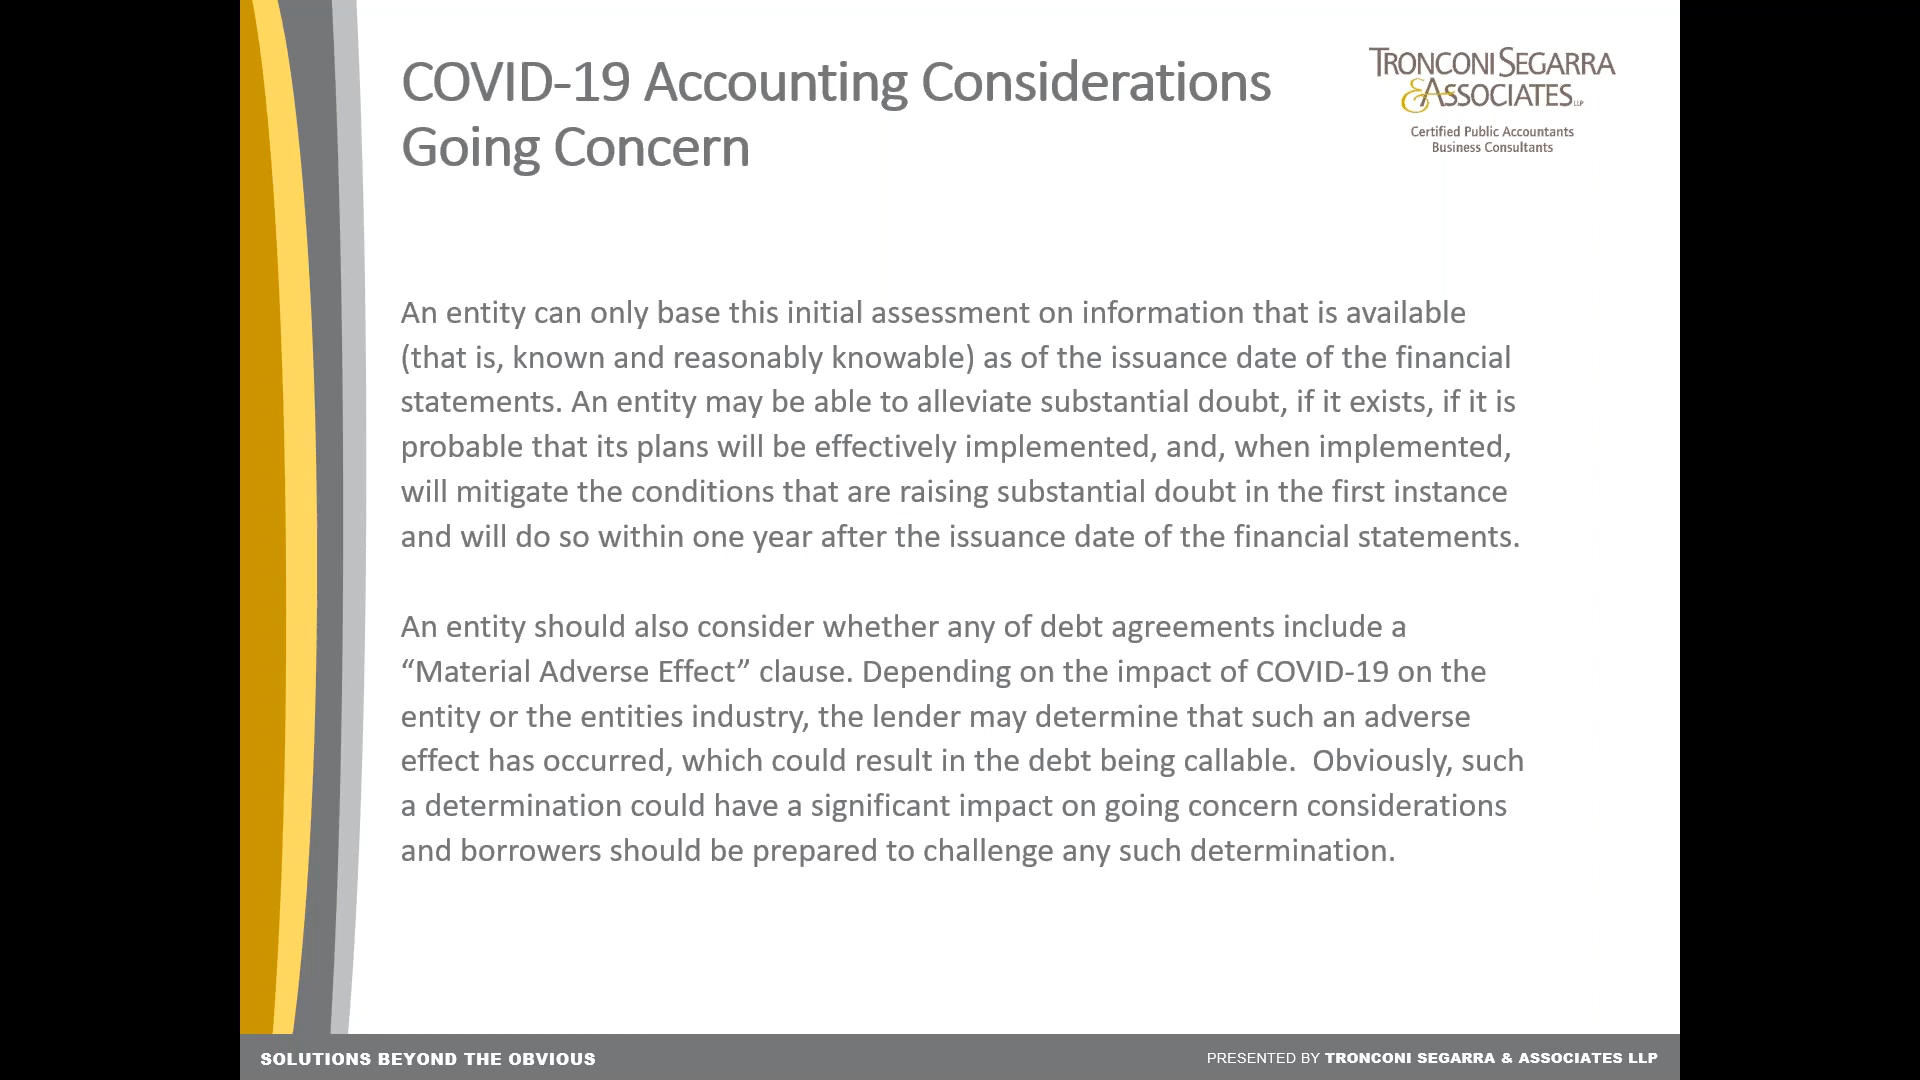 COVID-19 Accounting Considerations
Going Concern
TRONCONI SEGARRA
& ASSOCIATES LLP
Certified Public Accountants
Business Consultants
An entity can only base this initial assessment on information that is available
(that is, known and reasonably knowable) as of the issuance date of the financial
statements. An entity may be able to alleviate substantial doubt, if it exists, if it is
probable that its plans will be effectively implemented, and, when implemented,
will mitigate the conditions that are raising substantial doubt in the first instance
and will do so within one year after the issuance date of the financial statements.
An entity should also consider whether any of debt agreements include a
“Material Adverse Effect” clause. Depending on the impact of COVID-19 on the
entity or the entities industry, the lender may determine that such an adverse
effect has occurred, which could result in the debt being callable.  Obviously, such
a determination could have a significant impact on going concern considerations
and borrowers should be prepared to challenge any such determination.
SOLUTIONS BEYOND THE OBVIOUS
PRESENTED BY TRONCONI SEGARRA & ASSOCIATES LLP